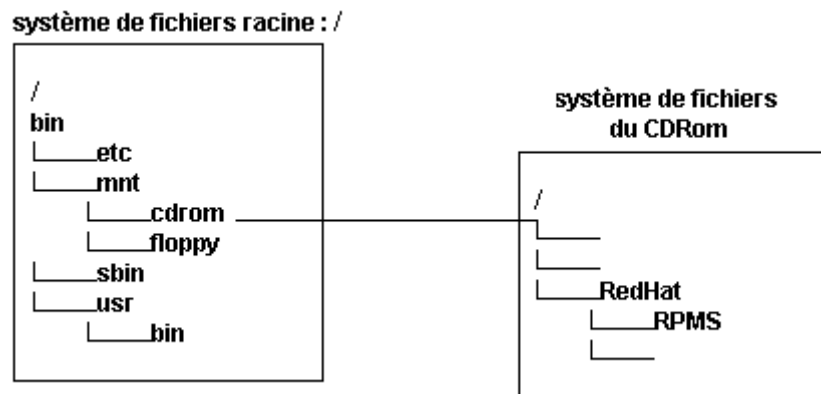 système de fichiers racine : /
/
bin
etc
mnt
cdrom
floppy
sbin
usr
bin
système de fichiers
du CDRom
/
RedHat
RPMS